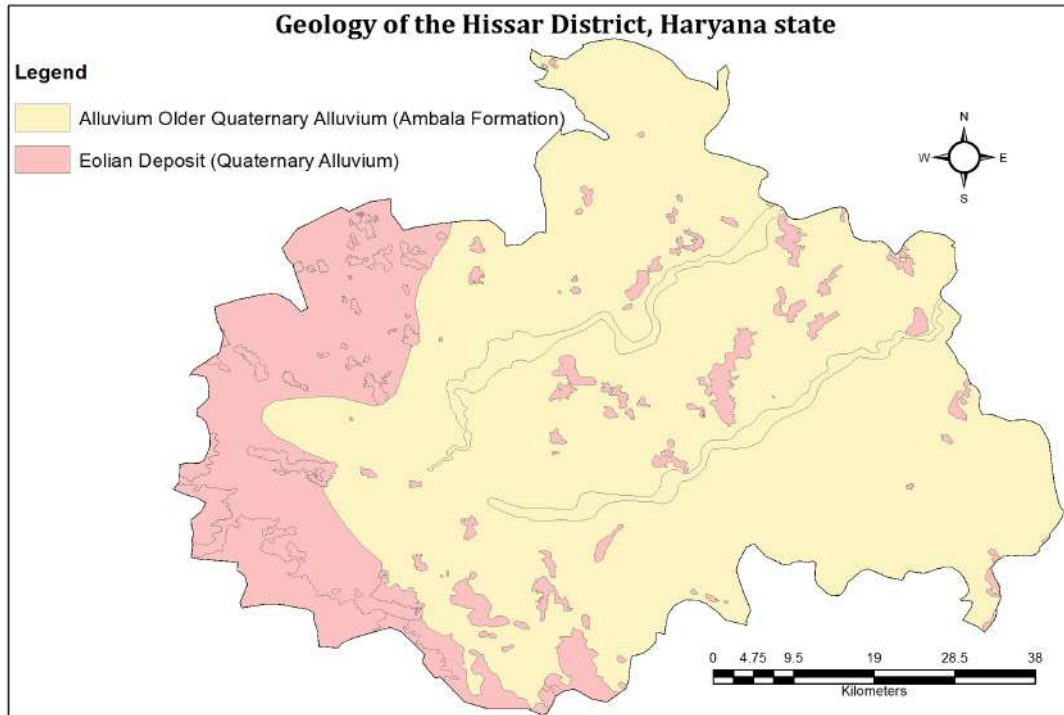 Geology of the Hissar District, Haryana state
Legend
Alluvium Older Quaternary Alluvium (Ambala Formation)
Eolian Deposit (Quaternary Alluvium)
N
W E
S
0 4.75 9.5 19 28.5 38
Kilometers